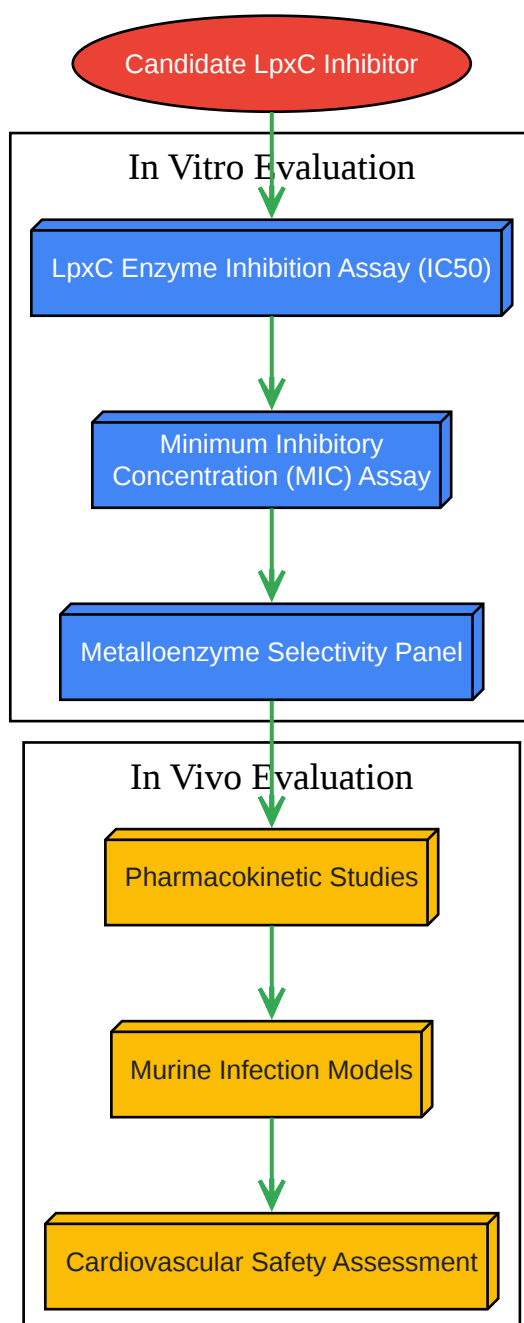 Candidate LpxC Inhibitor
In Vitro Evaluation
LpxC Enzyme Inhibition Assay (IC50)
Minimum Inhibitory
Concentration (MIC) Assay
Metalloenzyme Selectivity Panel
In Vivo Evaluation
Pharmacokinetic Studies
Murine Infection Models
Cardiovascular Safety Assessment